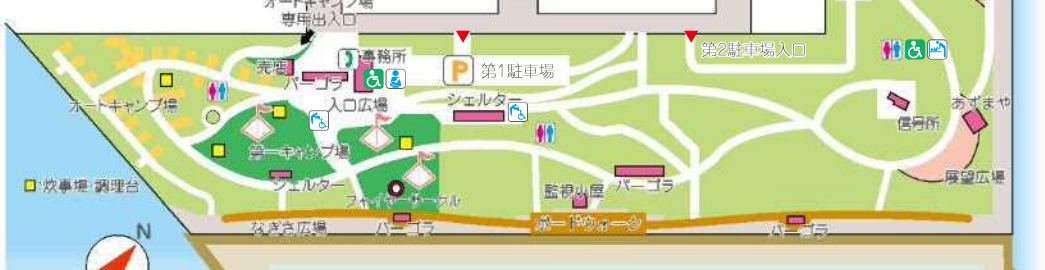 オートキャンプ場
専用出入口
売店
事務所
パーゴラ
P 第1駐車場
第2駐車場入口
オートキャンプ場
入口広場
シェルター
あずまや
信号所
第一キャンプ場
炊事場・調理台
シェルター
ファイヤーサークル
監視小屋
パーゴラ
展望広場
なぎさ広場
パーゴラ
ボードウォーク
パーゴラ
N